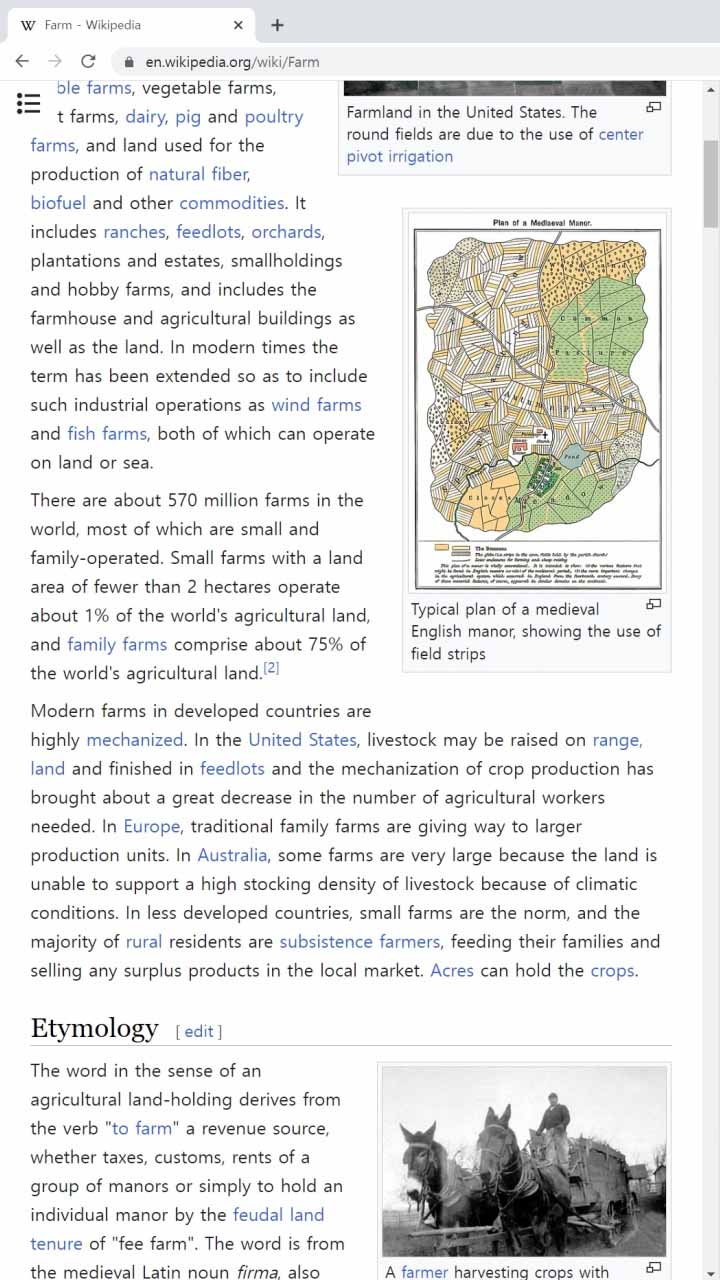 Farm - Wikipedia
en.wikipedia.org/wiki/Farm
ble farms, vegetable farms,
t farms, dairy, pig and poultry
farms, and land used for the
production of natural fiber,
biofuel and other commodities. It
includes ranches, feedlots, orchards,
plantations and estates, smallholdings
and hobby farms, and includes the
farmhouse and agricultural buildings as
well as the land. In modern times the
term has been extended so as to include
such industrial operations as wind farms
and fish farms, both of which can operate
on land or sea.
Farmland in the United States. The
round fields are due to the use of center
pivot irrigation
Plan of a Mediaeval Manor.
Common
Pasture
Pond
Close
Meadow
Typical plan of a medieval
English manor, showing the use of
field strips
There are about 570 million farms in the
world, most of which are small and
family-operated. Small farms with a land
area of fewer than 2 hectares operate
about 1% of the world's agricultural land,
and family farms comprise about 75% of
the world's agricultural land.[2]
Modern farms in developed countries are
highly mechanized. In the United States, livestock may be raised on range,
land and finished in feedlots and the mechanization of crop production has
brought about a great decrease in the number of agricultural workers
needed. In Europe, traditional family farms are giving way to larger
production units. In Australia, some farms are very large because the land is
unable to support a high stocking density of livestock because of climatic
conditions. In less developed countries, small farms are the norm, and the
majority of rural residents are subsistence farmers, feeding their families and
selling any surplus products in the local market. Acres can hold the crops.
Etymology [ edit ]
The word in the sense of an
agricultural land-holding derives from
the verb "to farm" a revenue source,
whether taxes, customs, rents of a
group of manors or simply to hold an
individual manor by the feudal land
tenure of "fee farm". The word is from
the medieval Latin noun firma, also
A farmer harvesting crops with